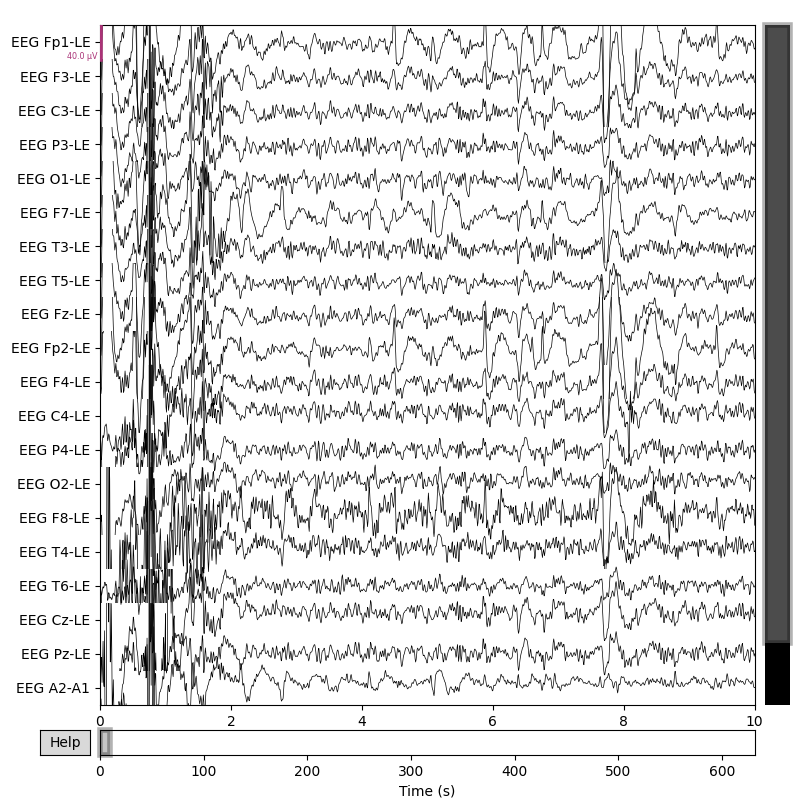 EEG Fp1-LE
40.0 µV
EEG F3-LE
EEG C3-LE
EEG P3-LE
EEG O1-LE
EEG F7-LE
EEG T3-LE
EEG T5-LE
EEG Fz-LE
EEG Fp2-LE
EEG F4-LE
EEG C4-LE
EEG P4-LE
EEG O2-LE
EEG F8-LE
EEG T4-LE
EEG T6-LE
EEG Cz-LE
EEG Pz-LE
EEG A2-A1
0 2 4 6 8 10
Help
0 100 200 300 400 500 600
Time (s)